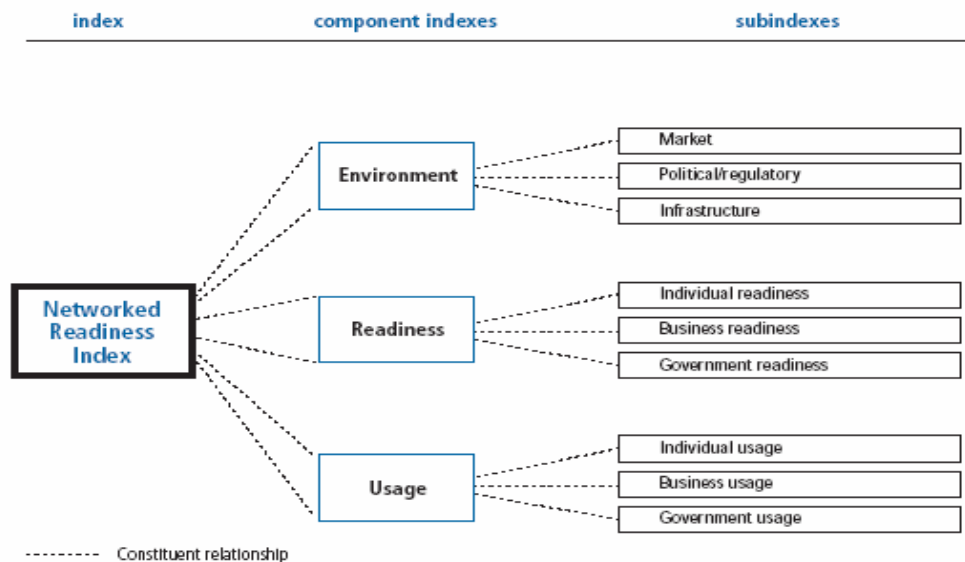 index component indexes subindexes
Market
Environment
Political/regulatory
Infrastructure
Networked
Readiness
Index
Individual readiness
Readiness
Business readiness
Government readiness
Individual usage
Usage
Business usage
Government usage
Constituent relationship